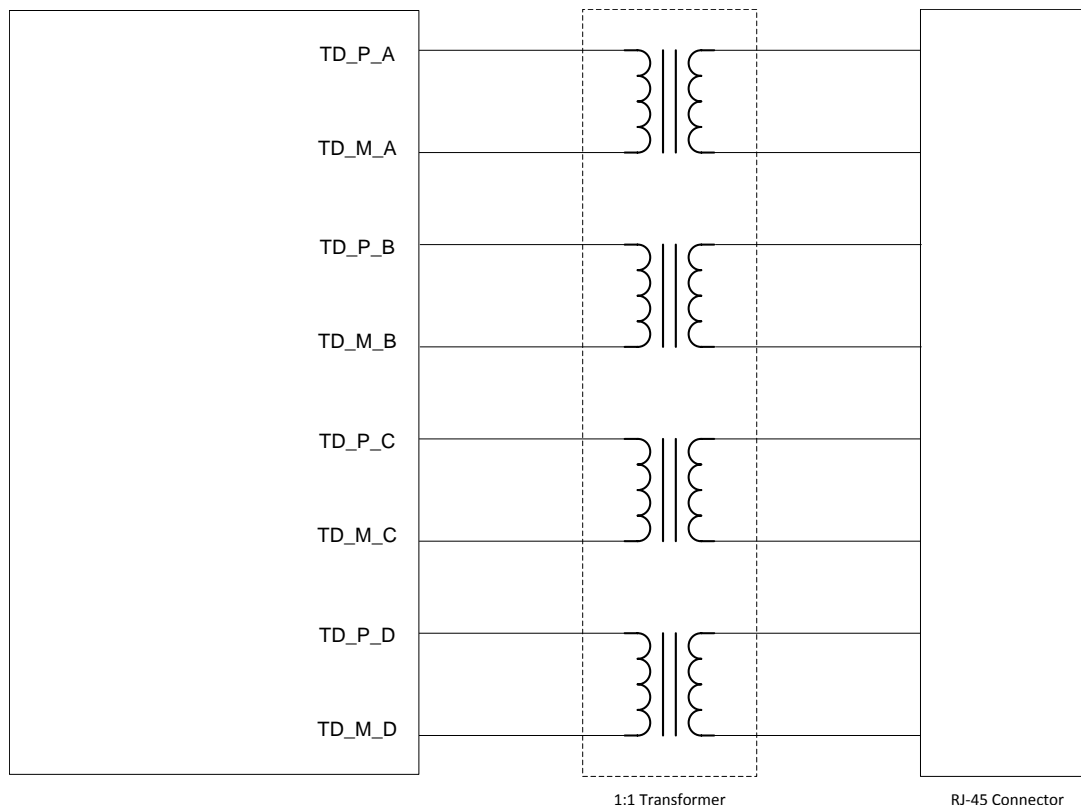 TD_P_A
TD_M_A
TD_P_B
TD_M_B
TD_P_C
TD_M_C
TD_P_D
TD_M_D
1:1 Transformer
RJ-45 Connector